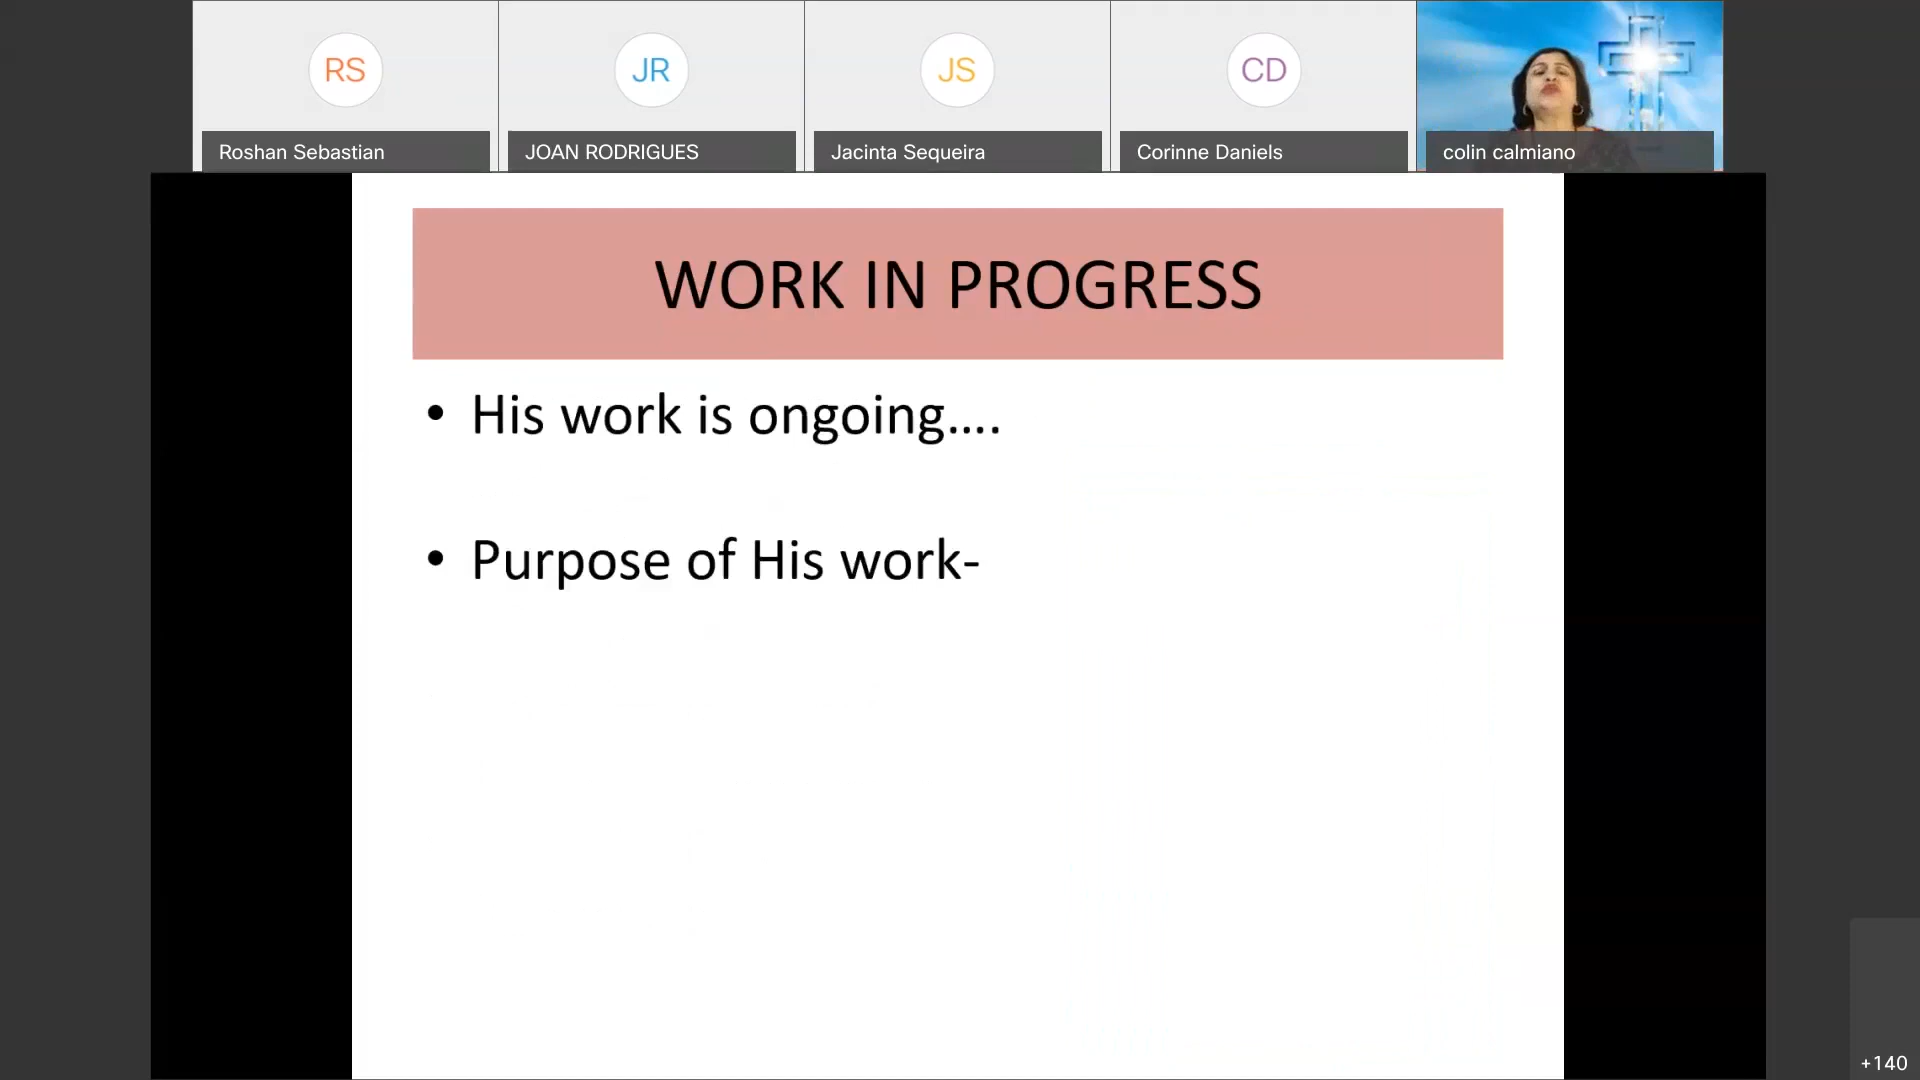 RS
JR
JS
CD
Roshan Sebastian
JOAN RODRIGUES
Jacinta Sequeira
Corinne Daniels
colin calmiano
WORK IN PROGRESS
• His work is ongoing....
• Purpose of His work-
+140